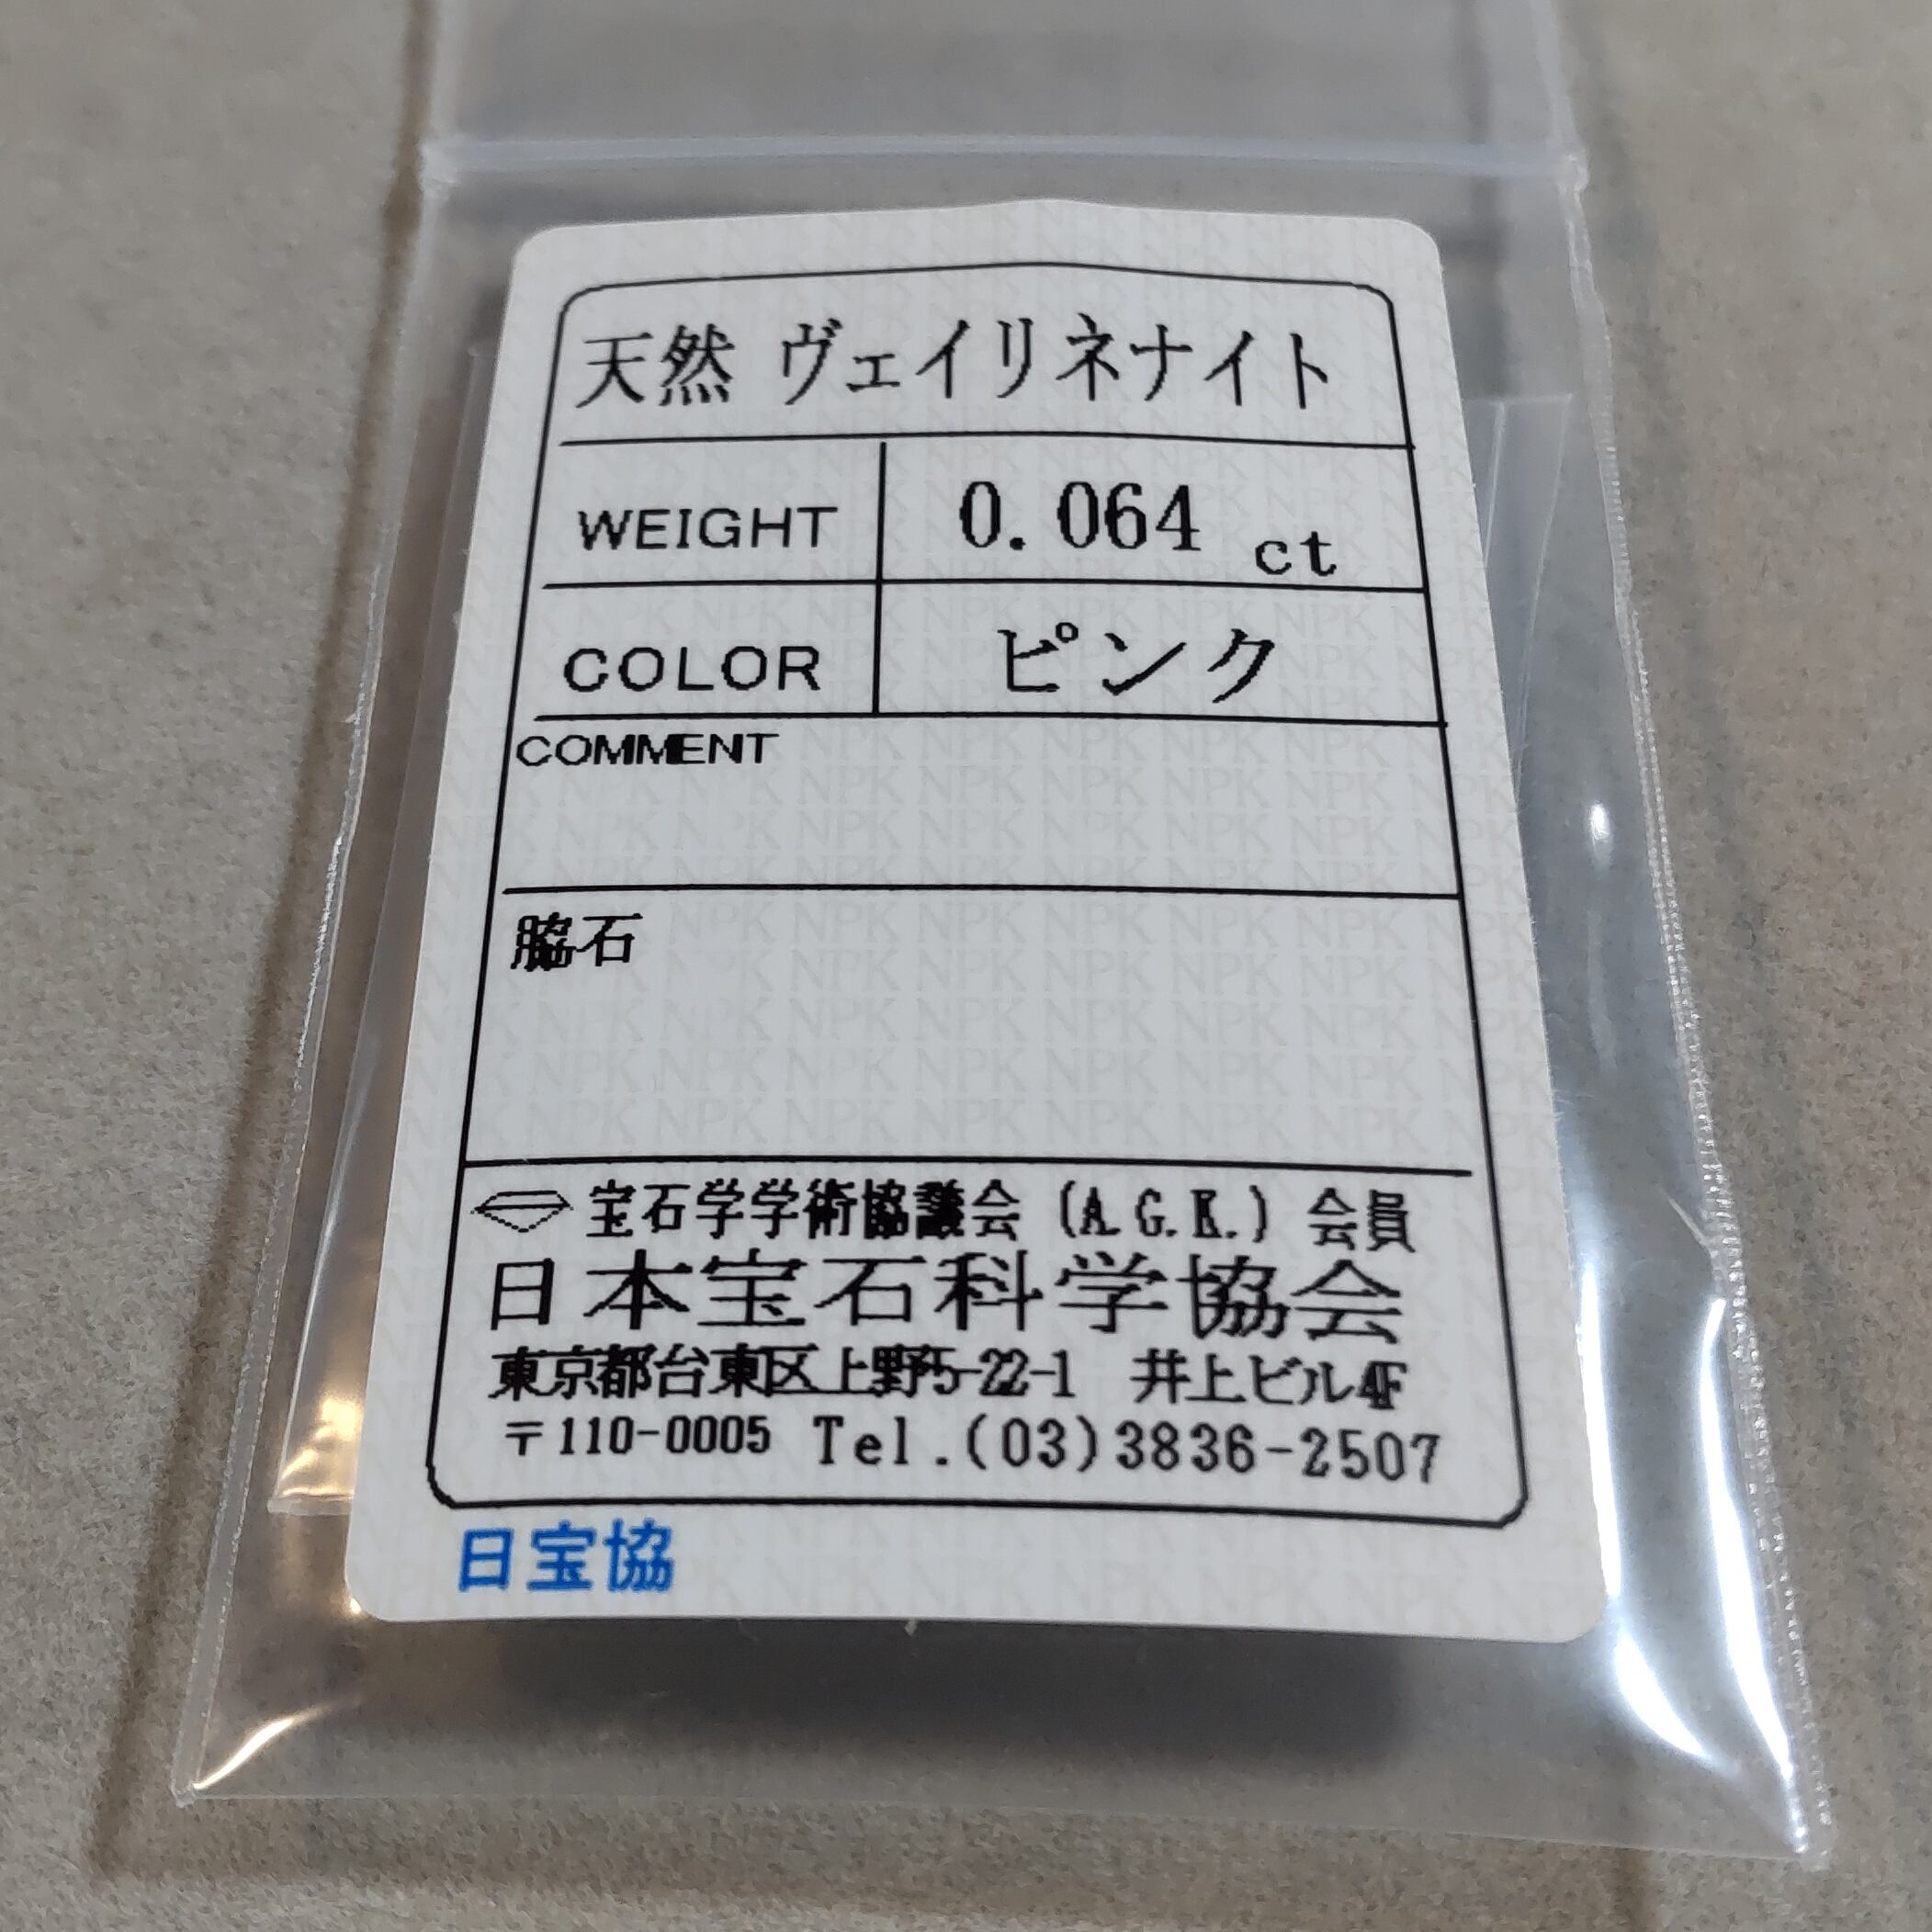 天然 ヴェイリネナイト
WEIGHT 0.064 ct
COLOR ピンク
COMMENT
脇石
宝石学学術協議会 (A.G.K.) 会員
日本宝石科学協会
東京都台東区上野5-22-1 井上ビル4F
〒110-0005 Tel.(03)3836-2507
日宝協